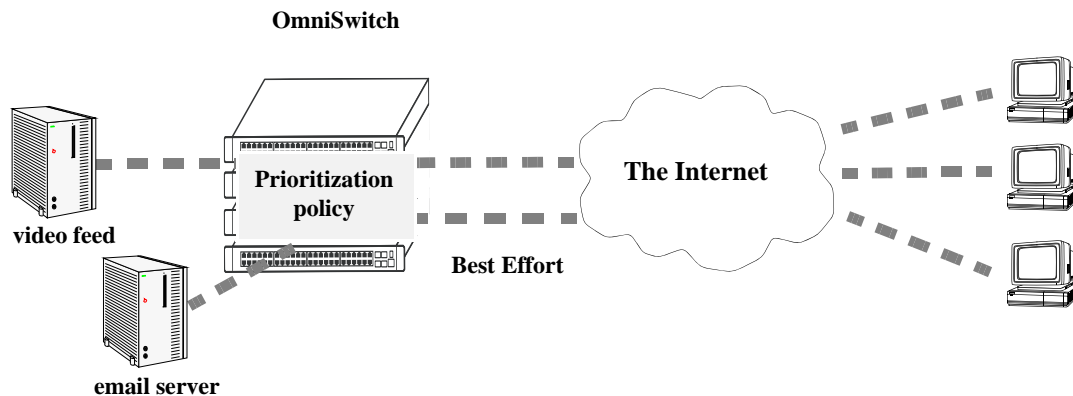 OmniSwitch
Prioritization
policy
The Internet
video feed
Best Effort
email server